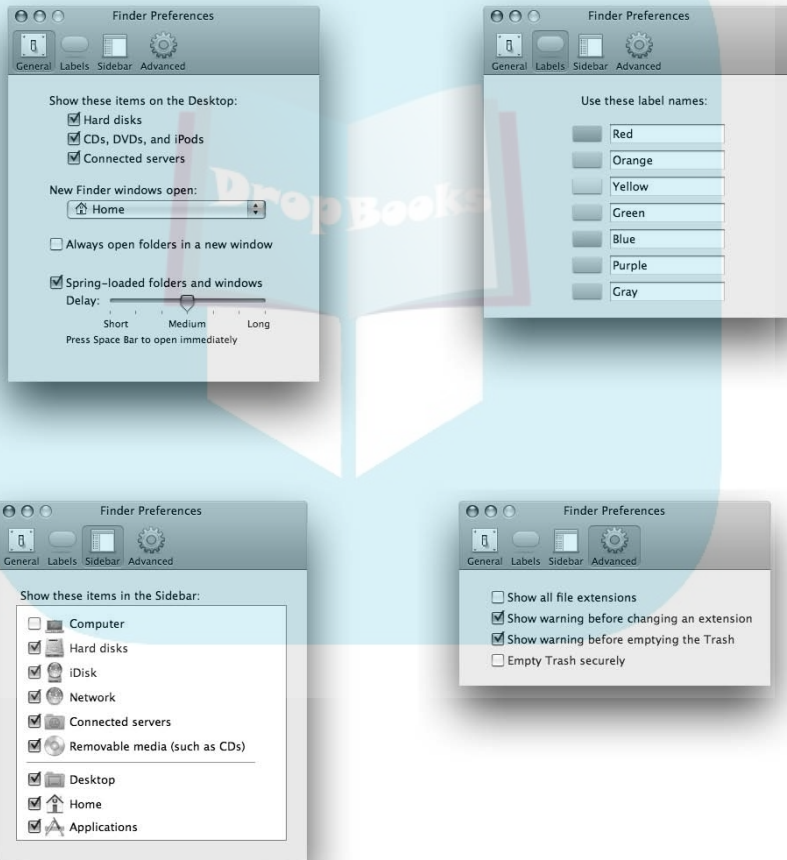 Finder Preferences
General Labels Sidebar Advanced
Show these items on the Desktop:
Hard disks
CDs, DVDs, and iPods
Connected servers
New Finder windows open:
Home
Always open folders in a new window
Spring-loaded folders and windows
Delay:
Short Medium Long
Press Space Bar to open immediately
Finder Preferences
General Labels Sidebar Advanced
Use these label names:
Red
Orange
Yellow
Green
Blue
Purple
Gray
DropBooks
Finder Preferences
General Labels Sidebar Advanced
Show these items in the Sidebar:
Computer
Hard disks
iDisk
Network
Connected servers
Removable media (such as CDs)
Desktop
Home
Applications
Finder Preferences
General Labels Sidebar Advanced
Show all file extensions
Show warning before changing an extension
Show warning before emptying the Trash
Empty Trash securely